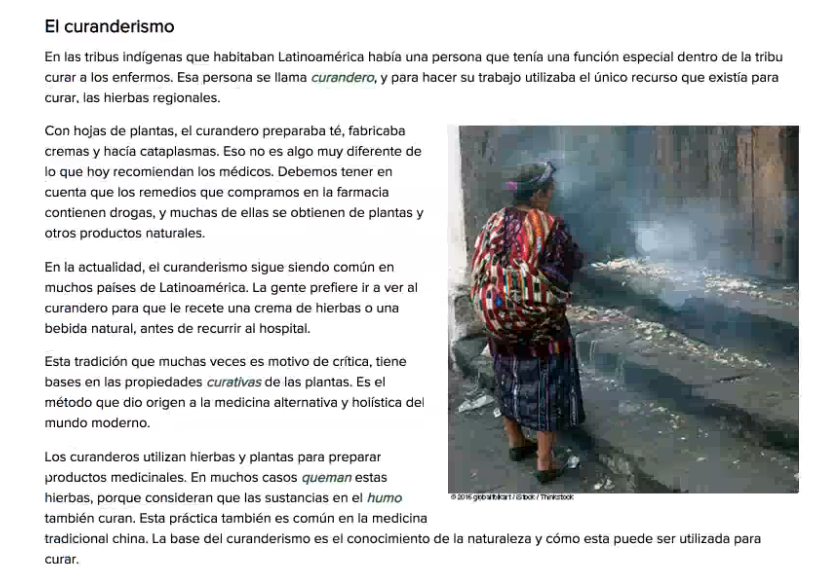 El curanderismo
En las tribus indígenas que habitaban Latinoamérica había una persona que tenía una función especial dentro de la tribu
curar a los enfermos. Esa persona se llama curandero, y para hacer su trabajo utilizaba el único recurso que existía para
curar, las hierbas regionales.
Con hojas de plantas, el curandero preparaba té, fabricaba
cremas y hacía cataplasmas. Eso no es algo muy diferente de
lo que hoy recomiendan los médicos. Debemos tener en
cuenta que los remedios que compramos en la farmacia
contienen drogas, y muchas de ellas se obtienen de plantas y
otros productos naturales.
En la actualidad, el curanderismo sigue siendo común en
muchos países de Latinoamérica. La gente prefiere ir a ver al
curandero para que le recete una crema de hierbas o una
bebida natural, antes de recurrir al hospital.
Esta tradición que muchas veces es motivo de crítica, tiene
bases en las propiedades curativas de las plantas. Es el
método que dio origen a la medicina alternativa y holística del
mundo moderno.
Los curanderos utilizan hierbas y plantas para preparar
productos medicinales. En muchos casos queman estas
hierbas, porque consideran que las sustancias en el humo
también curan. Esta práctica también es común en la medicina
tradicional china. La base del curanderismo es el conocimiento de la naturaleza y cómo esta puede ser utilizada para
curar.
© 2016 globalfolkart / iStock / Thinkstock